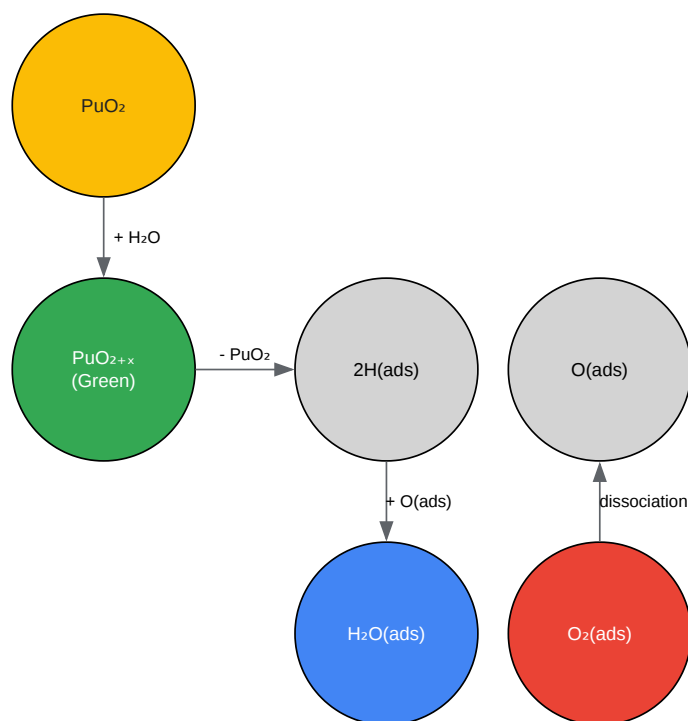 PuO₂
+ H₂O
PuO₂₊ₓ
(Green)
- PuO₂
2H(ads)
O(ads)
+ O(ads)
dissociation
H₂O(ads)
O₂(ads)